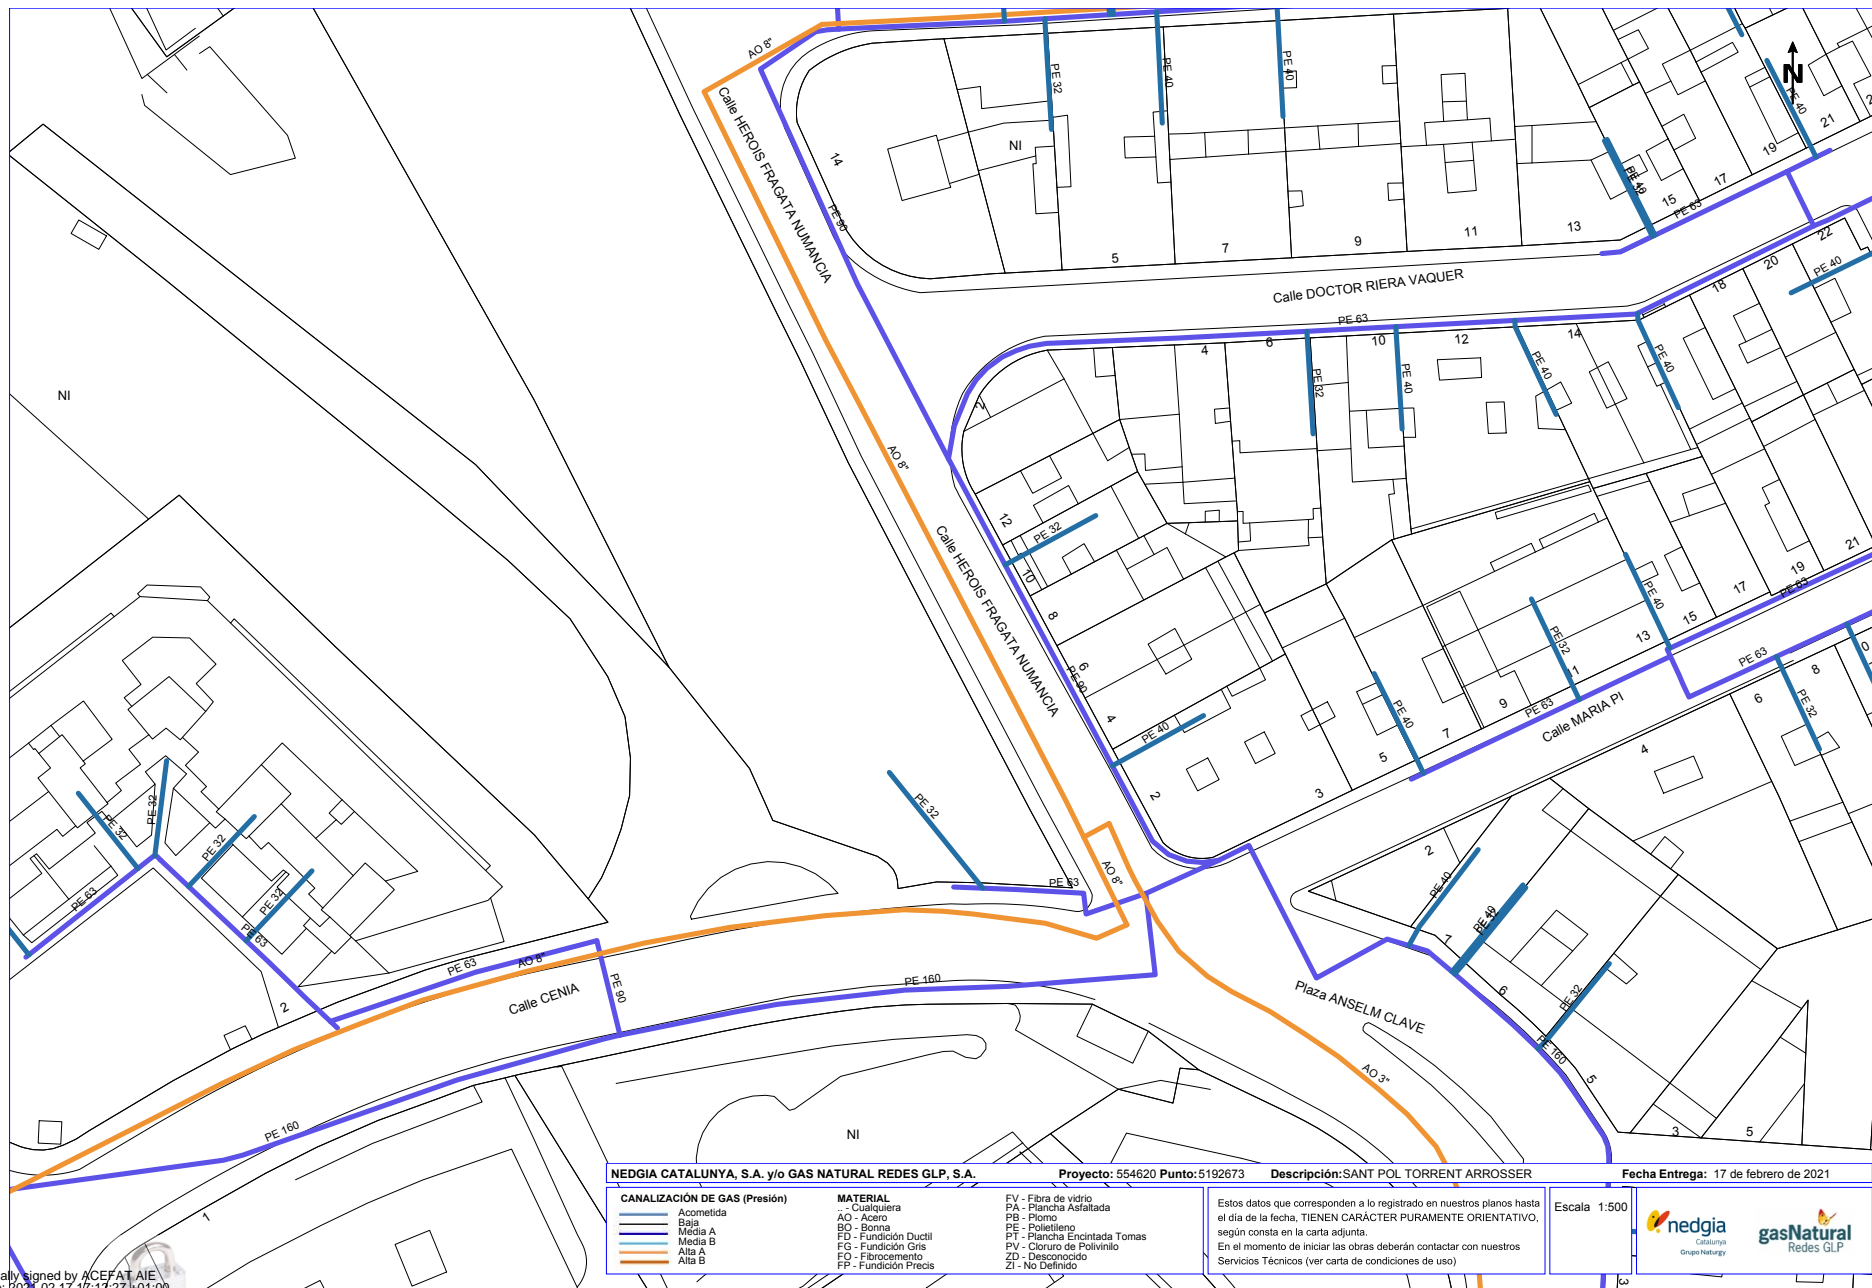 AO 8"
Calle HEROIS FRAGATA NUMANCIA
14
PE 90
PE 32
PE 40
PE 40
NI
5
7
9
11
13
15
17
19
21
PE 40
PE 63
N
Calle DOCTOR RIERA VAQUER
PE 63
2
4
6
8
10
12
14
18
20
22
PE 32
PE 40
PE 40
PE 40
PE 40
NI
AO 8"
Calle HEROIS FRAGATA NUMANCIA
12
10
8
6
4
2
PE 32
PE 90
PE 40
3
5
7
9
11
13
15
17
19
21
PE 40
PE 32
PE 40
PE 63
PE 63
PE 63
Calle MARIA PI
2
4
6
8
PE 32
PE 32
PE 32
PE 32
PE 32
PE 63
PE 63
2
PE 63
AO 8"
PE 90
Calle CENIA
PE 160
PE 160
PE 32
PE 63
AO 8"
PE 40
PE 32
7
6
5
3
5
PE 160
Plaza ANSELM CLAVE
AO 3"
NI
1
NEDGIA CATALUNYA, S.A. y/o GAS NATURAL REDES GLP, S.A.
Proyecto: 554620 Punto: 5192673
Descripción: SANT POL TORRENT ARROSSER
Fecha Entrega: 17 de febrero de 2021
CANALIZACIÓN DE GAS (Presión)
Acometida
Baja
Media A
Media B
Alta A
Alta B
MATERIAL
.. - Cualquiera
AO - Acero
BO - Bonna
FD - Fundición Ductil
FG - Fundición Gris
FO - Fibrocemento
FP - Fundición Precis
FV - Fibra de vidrio
PA - Plancha Asfaltada
PB - Plomo
PE - Polietileno
PT - Plancha Encintada Tomas
PV - Cloruro de Polivinilo
ZD - Desconocido
ZI - No Definido
Estos datos que corresponden a lo registrado en nuestros planos hasta
el día de la fecha, TIENEN CARÁCTER PURAMENTE ORIENTATIVO,
según consta en la carta adjunta.
En el momento de iniciar las obras deberán contactar con nuestros
Servicios Técnicos (ver carta de condiciones de uso)
Escala 1:500
nedgia
Catalunya
Grupo Naturgy
gasNatural
Redes GLP
ally signed by ACEFAT AIE